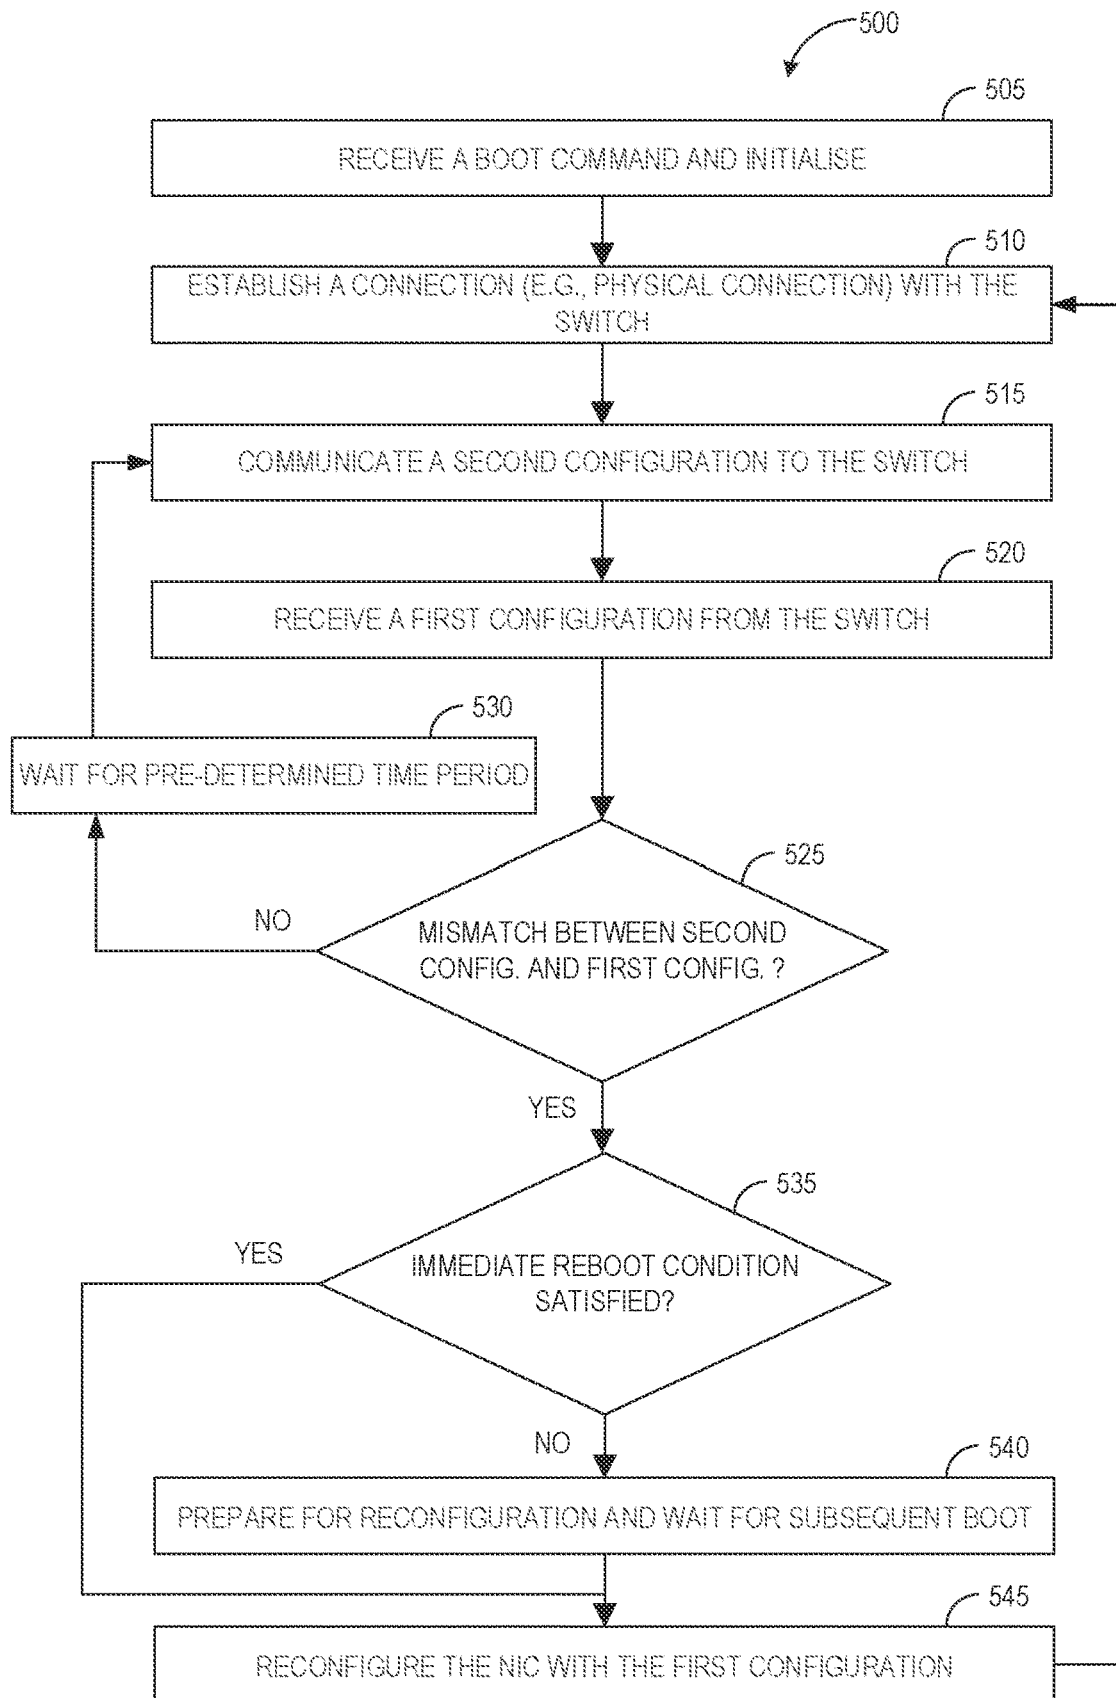 500
505
RECEIVE A BOOT COMMAND AND INITIALISE
510
ESTABLISH A CONNECTION (E.G., PHYSICAL CONNECTION) WITH THE
SWITCH
515
COMMUNICATE A SECOND CONFIGURATION TO THE SWITCH
520
RECEIVE A FIRST CONFIGURATION FROM THE SWITCH
530
WAIT FOR PRE-DETERMINED TIME PERIOD
525
NO
MISMATCH BETWEEN SECOND
CONFIG. AND FIRST CONFIG. ?
YES
535
YES
IMMEDIATE REBOOT CONDITION
SATISFIED?
NO
540
PREPARE FOR RECONFIGURATION AND WAIT FOR SUBSEQUENT BOOT
545
RECONFIGURE THE NIC WITH THE FIRST CONFIGURATION